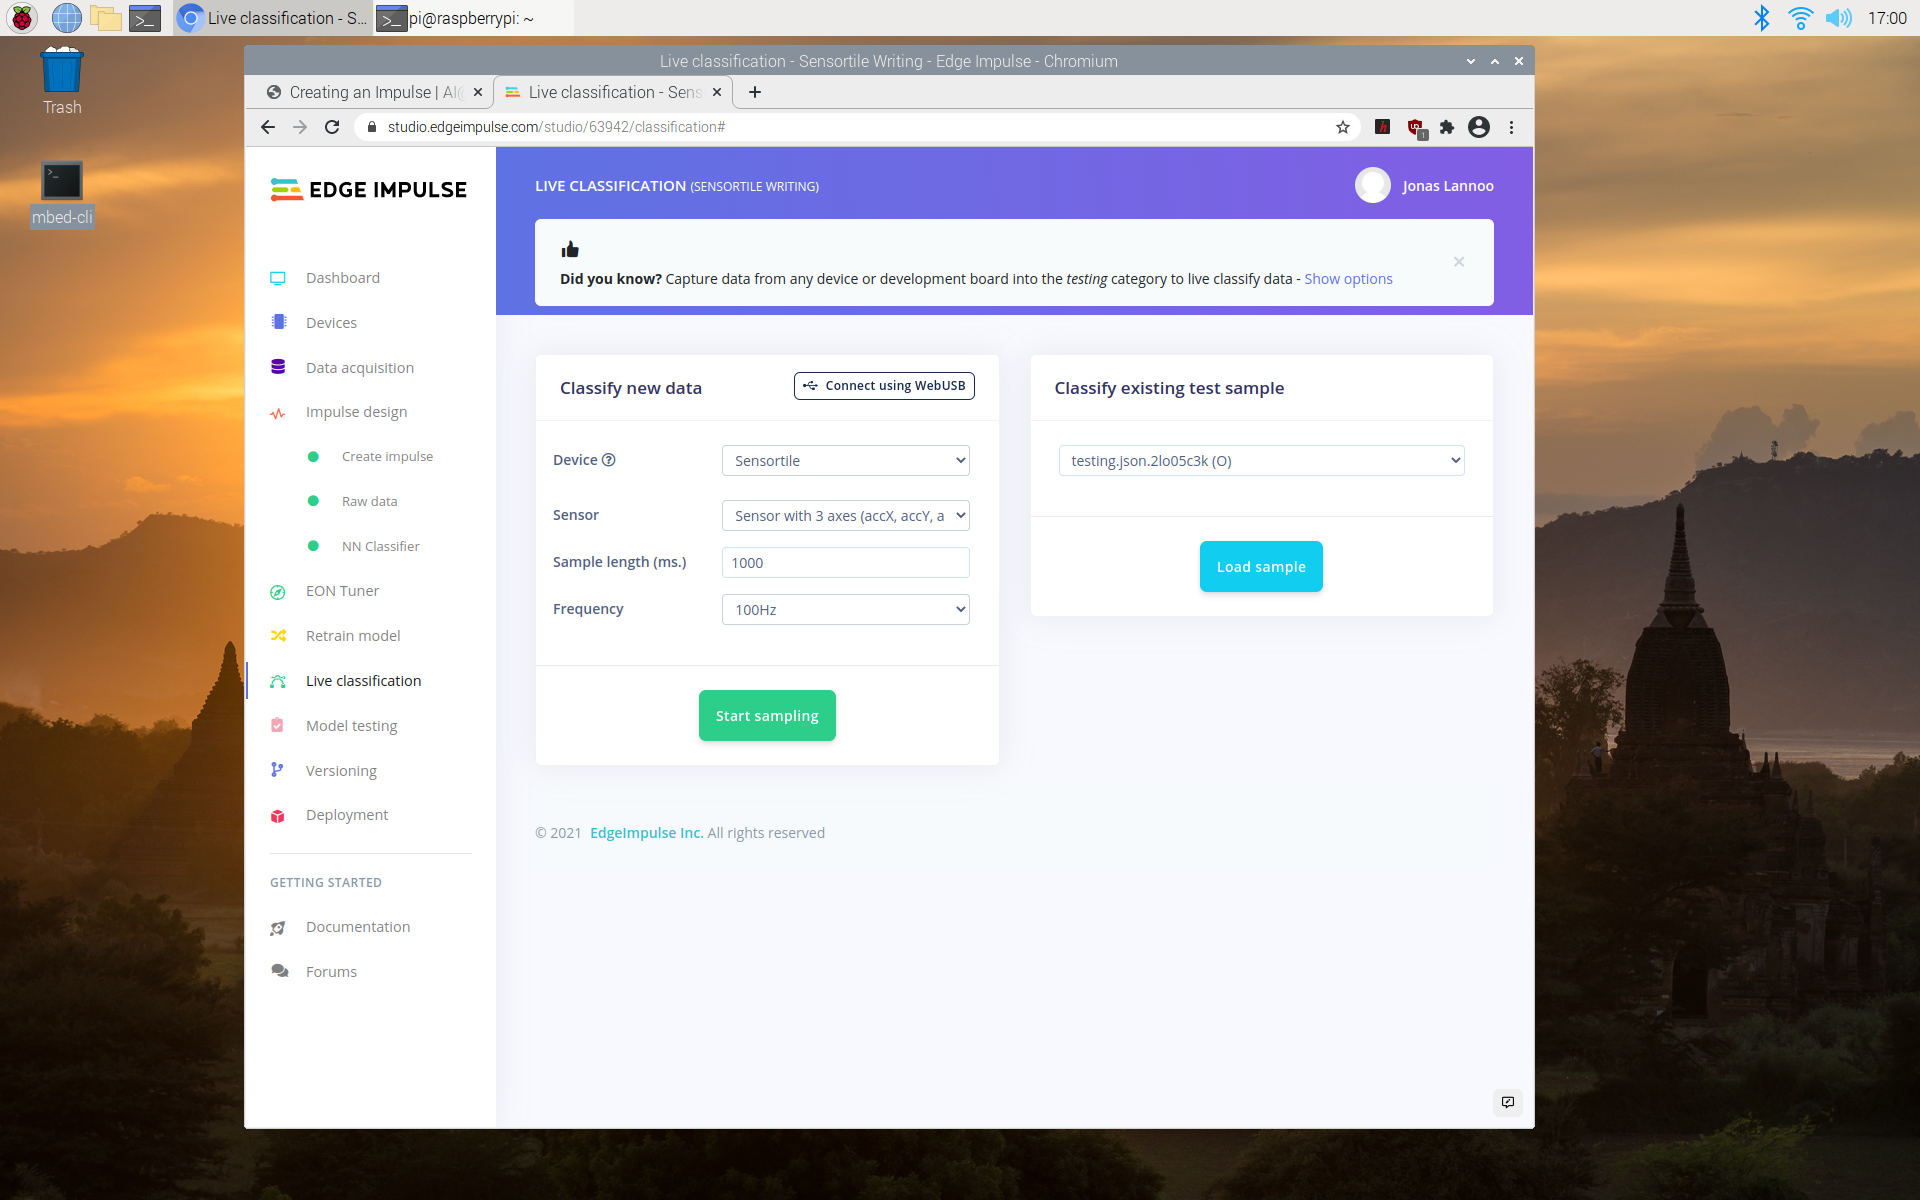 Live classification - S...
pi@raspberrypi: ~
17:00
Trash
mbed-cli
Live classification - Sensortile Writing - Edge Impulse - Chromium
Creating an Impulse | AI@
Live classification - Sens
studio.edgeimpulse.com/studio/63942/classification#
EDGE IMPULSE
LIVE CLASSIFICATION (SENSORTILE WRITING)
Jonas Lannoo
Did you know? Capture data from any device or development board into the testing category to live classify data - Show options
Dashboard
Devices
Data acquisition
Impulse design
Create impulse
Raw data
NN Classifier
EON Tuner
Retrain model
Live classification
Model testing
Versioning
Deployment
GETTING STARTED
Documentation
Forums
Classify new data
Connect using WebUSB
Device
Sensortile
Sensor
Sensor with 3 axes (accX, accY, a
Sample length (ms.)
1000
Frequency
100Hz
Start sampling
Classify existing test sample
testing.json.2lo05c3k (O)
Load sample
© 2021 EdgeImpulse Inc. All rights reserved